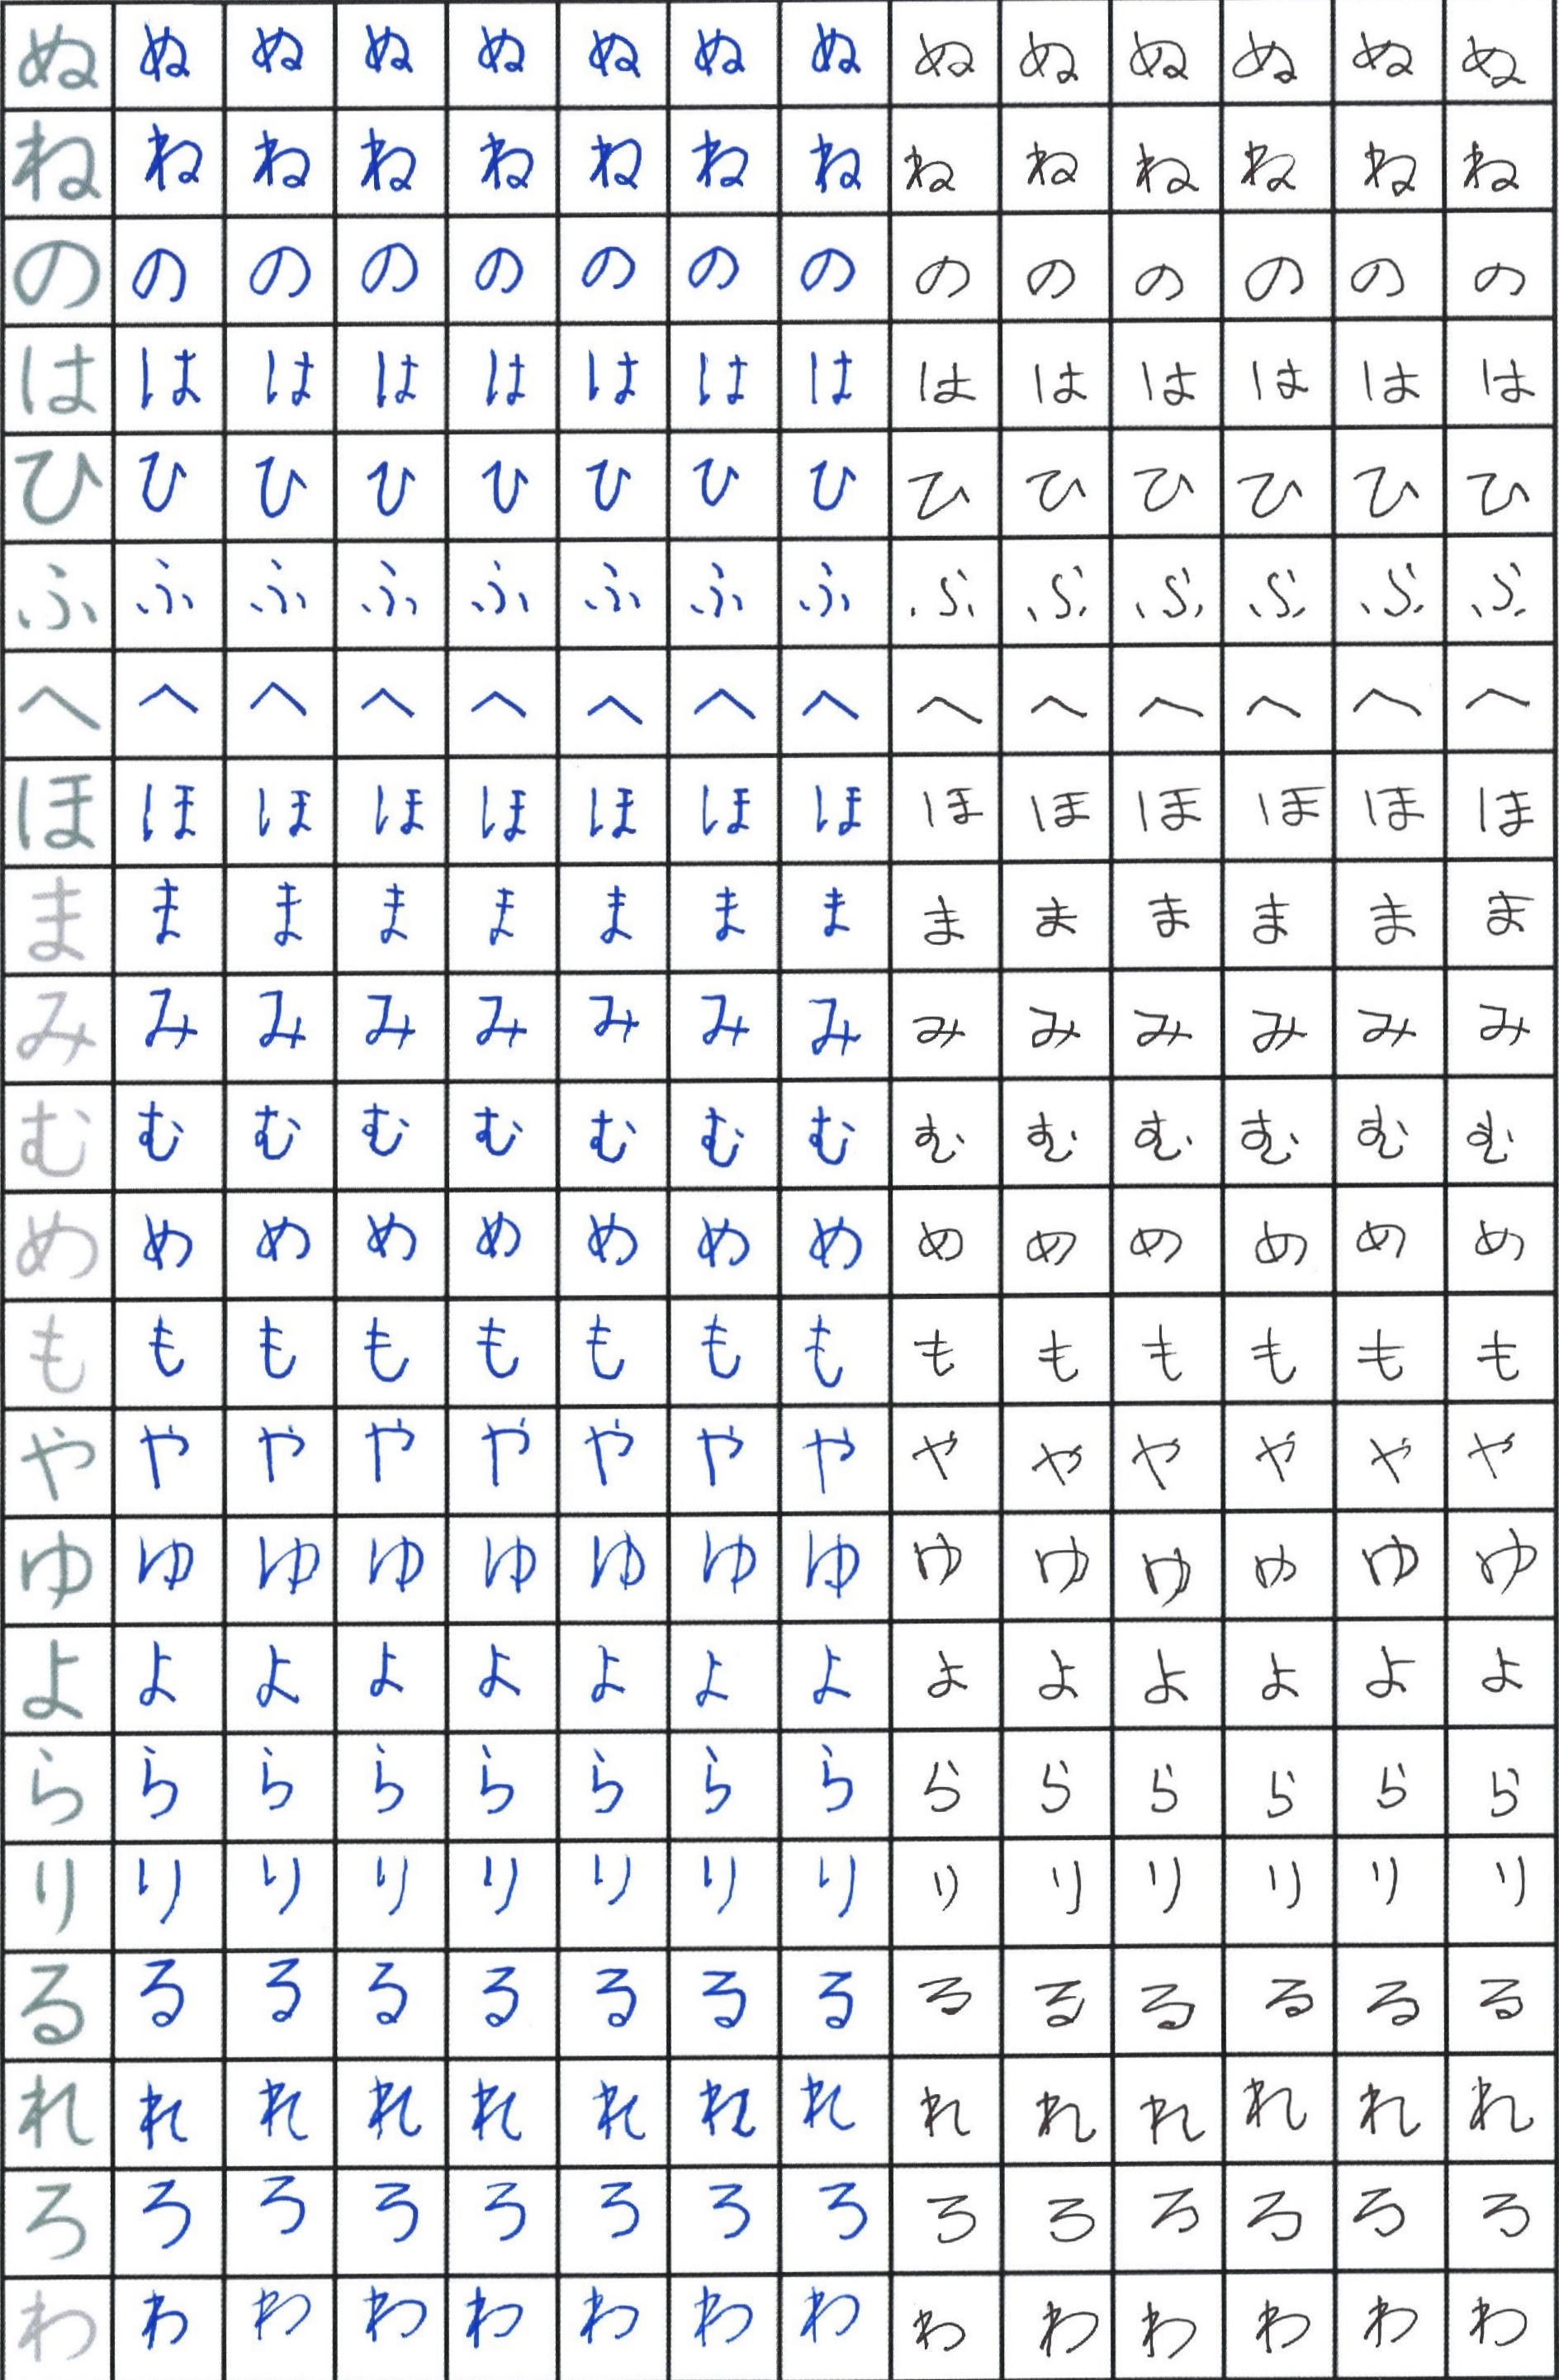 ぬ ぬ ぬ ぬ ぬ ぬ ぬ ぬ ぬ ぬ ぬ ぬ ぬ ぬ
ね ね ね ね ね ね ね ね ね ね ね ね ね ね
の の の の の の の の の の の の の の
は は は は は は は は は は は は は は
ひ ひ ひ ひ ひ ひ ひ ひ ひ ひ ひ ひ ひ ひ
ふ ふ ふ ふ ふ ふ ふ ふ ふ ふ ふ ふ ふ ふ
へ へ へ へ へ へ へ へ へ へ へ へ へ へ
ほ ほ ほ ほ ほ ほ ほ ほ ほ ほ ほ ほ ほ ほ
ま ま ま ま ま ま ま ま ま ま ま ま ま ま
み み み み み み み み み み み み み み
む む む む む む む む む む む む む む
め め め め め め め め め め め め め め
も も も も も も も も も も も も も も
や や や や や や や や や や や や や や
ゆ ゆ ゆ ゆ ゆ ゆ ゆ ゆ ゆ ゆ ゆ ゆ ゆ ゆ
よ よ よ よ よ よ よ よ よ よ よ よ よ よ
ら ら ら ら ら ら ら ら ら ら ら ら ら ら
り り り り り り り り り り り り り り
る る る る る る る る る る る る る る
れ れ れ れ れ れ れ れ れ れ れ れ れ れ
ろ ろ ろ ろ ろ ろ ろ ろ ろ ろ ろ ろ ろ ろ
わ わ わ わ わ わ わ わ わ わ わ わ わ わ